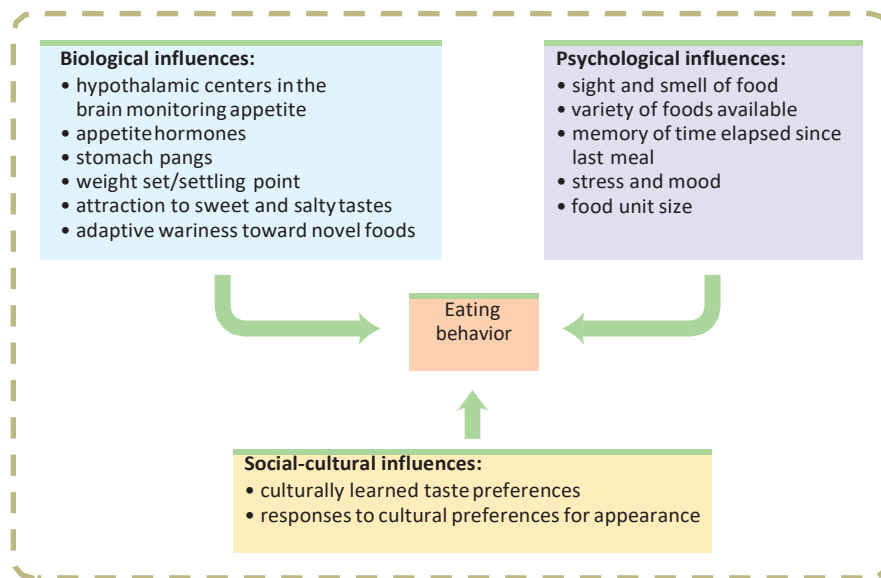 Biological influences:
• hypothalamic centers in the
brain monitoring appetite
• appetite hormones
• stomach pangs
• weight set/settling point
• attraction to sweet and salty tastes
• adaptive wariness toward novel foods
Psychological influences:
• sight and smell of food
• variety of foods available
• memory of time elapsed since
last meal
• stress and mood
• food unit size
Eating
behavior
Social-cultural influences:
• culturally learned taste preferences
• responses to cultural preferences for appearance